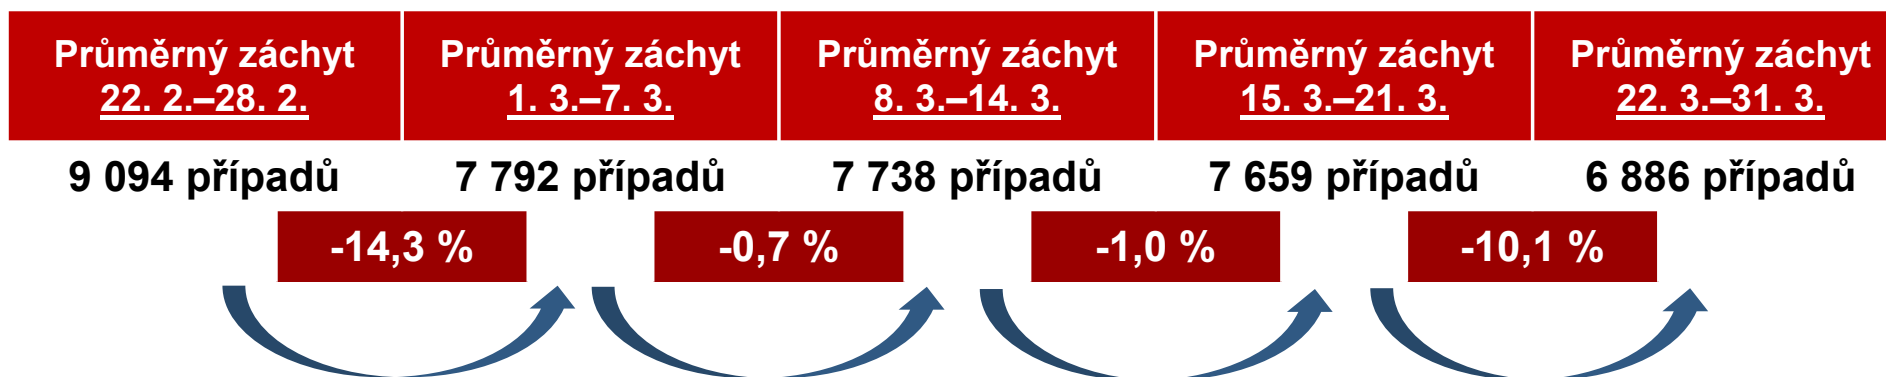 Průměrný záchyt
22. 2.–28. 2.
Průměrný záchyt
1. 3.–7. 3.
Průměrný záchyt
8. 3.–14. 3.
Průměrný záchyt
15. 3.–21. 3.
Průměrný záchyt
22. 3.–31. 3.
9 094 případů
7 792 případů
7 738 případů
7 659 případů
6 886 případů
-14,3 %
-0,7 %
-1,0 %
-10,1 %